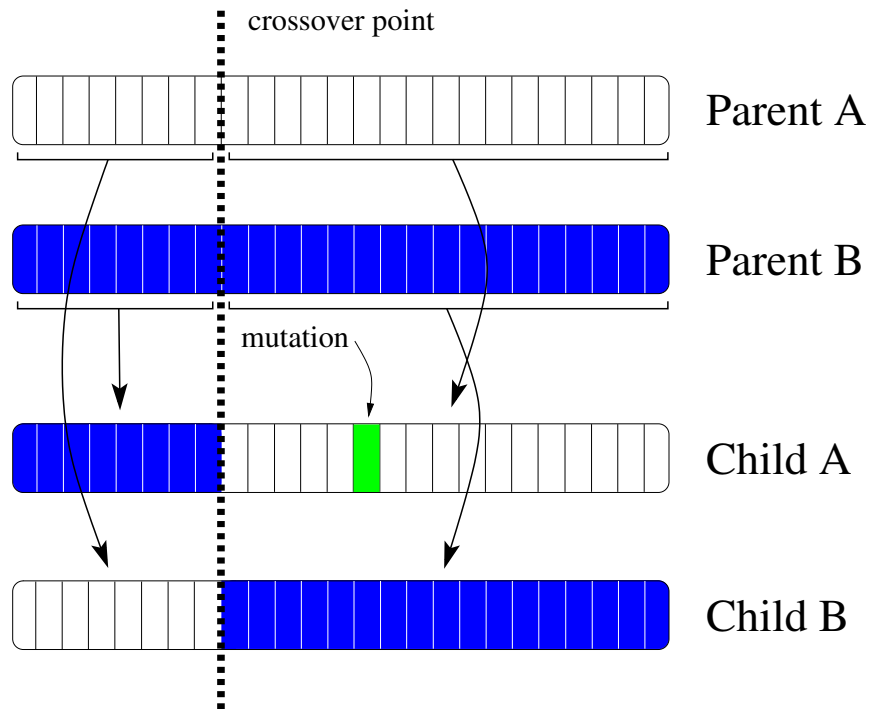 crossover point
Parent A
Parent B
mutation
Child A
Child B